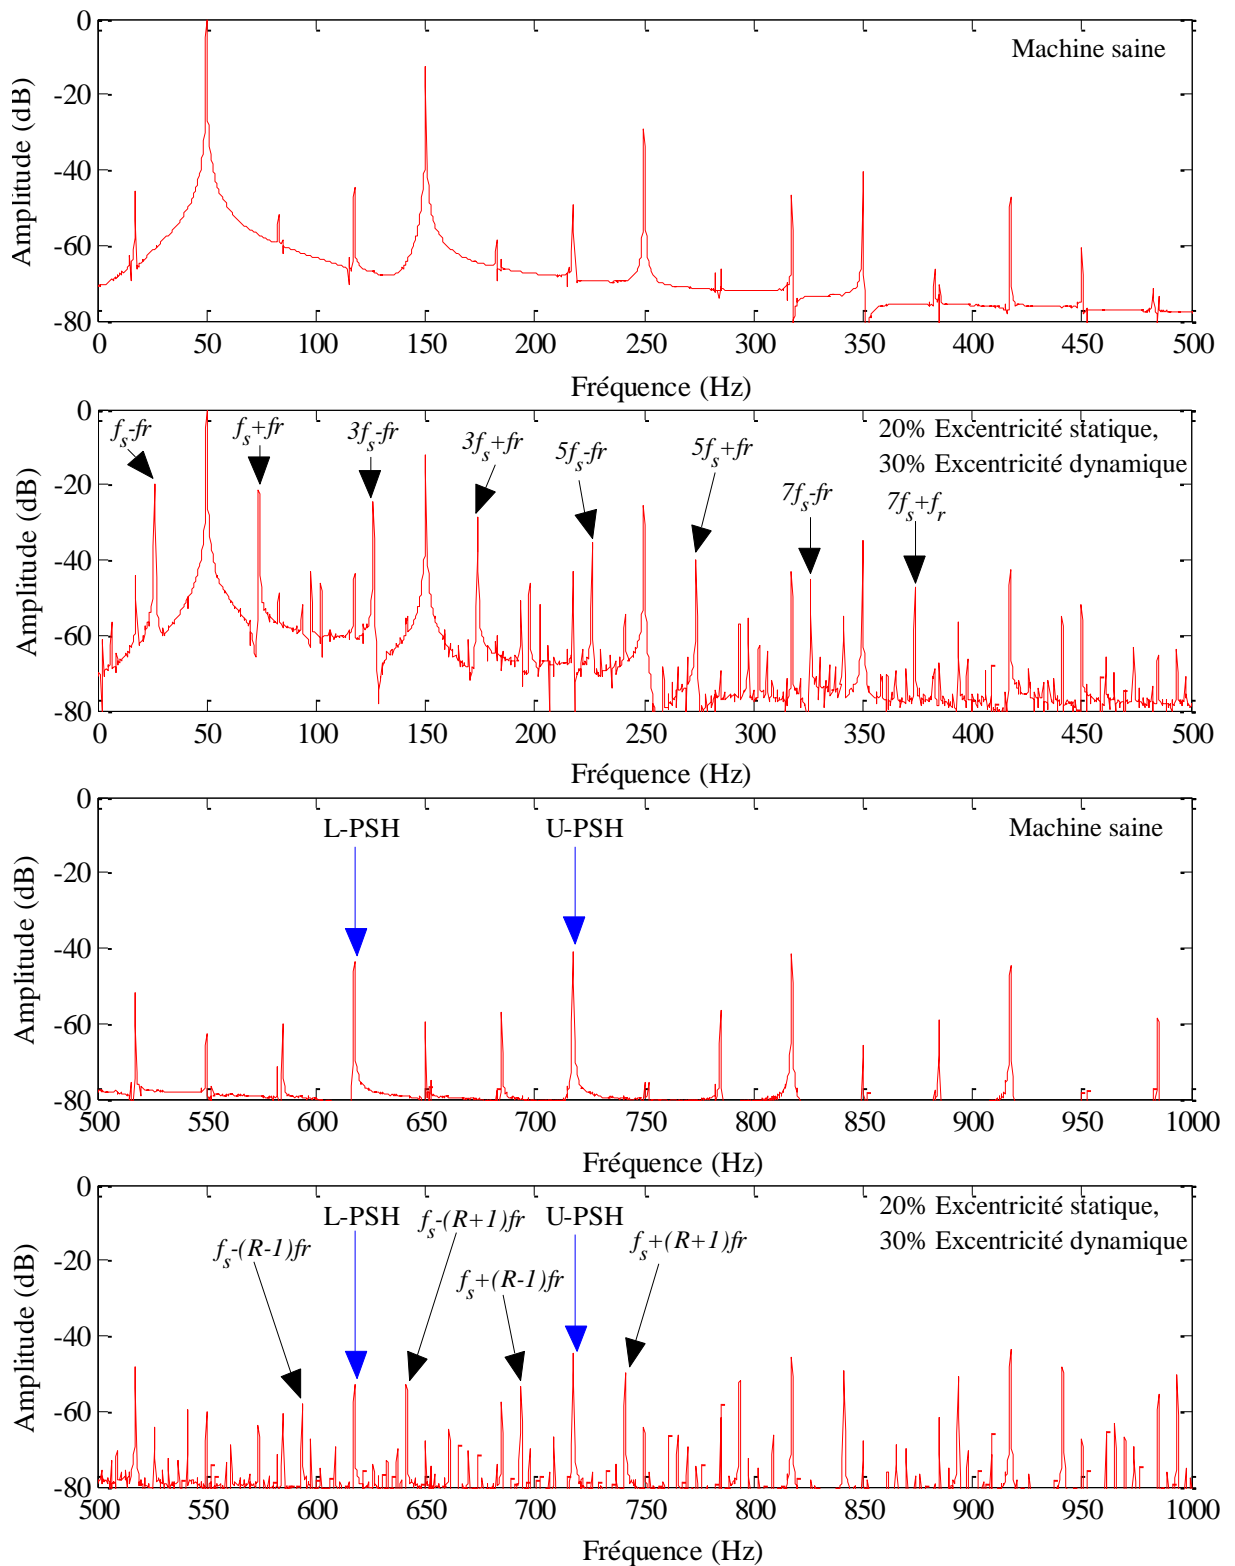 Machine saine
0
-20
-40
-60
-80
Amplitude (dB)
0 50 100 150 200 250 300 350 400 450 500
Fréquence (Hz)
20% Excentricité statique,
30% Excentricité dynamique
fs-fr
fs+fr
3fs-fr
3fs+fr
5fs-fr
5fs+fr
7fs-fr
7fs+fr
0
-20
-40
-60
-80
Amplitude (dB)
0 50 100 150 200 250 300 350 400 450 500
Fréquence (Hz)
Machine saine
L-PSH
U-PSH
0
-20
-40
-60
-80
Amplitude (dB)
500 550 600 650 700 750 800 850 900 950 1000
Fréquence (Hz)
20% Excentricité statique,
30% Excentricité dynamique
L-PSH
U-PSH
fs-(R-1)fr
fs-(R+1)fr
fs+(R-1)fr
fs+(R+1)fr
0
-20
-40
-60
-80
Amplitude (dB)
500 550 600 650 700 750 800 850 900 950 1000
Fréquence (Hz)